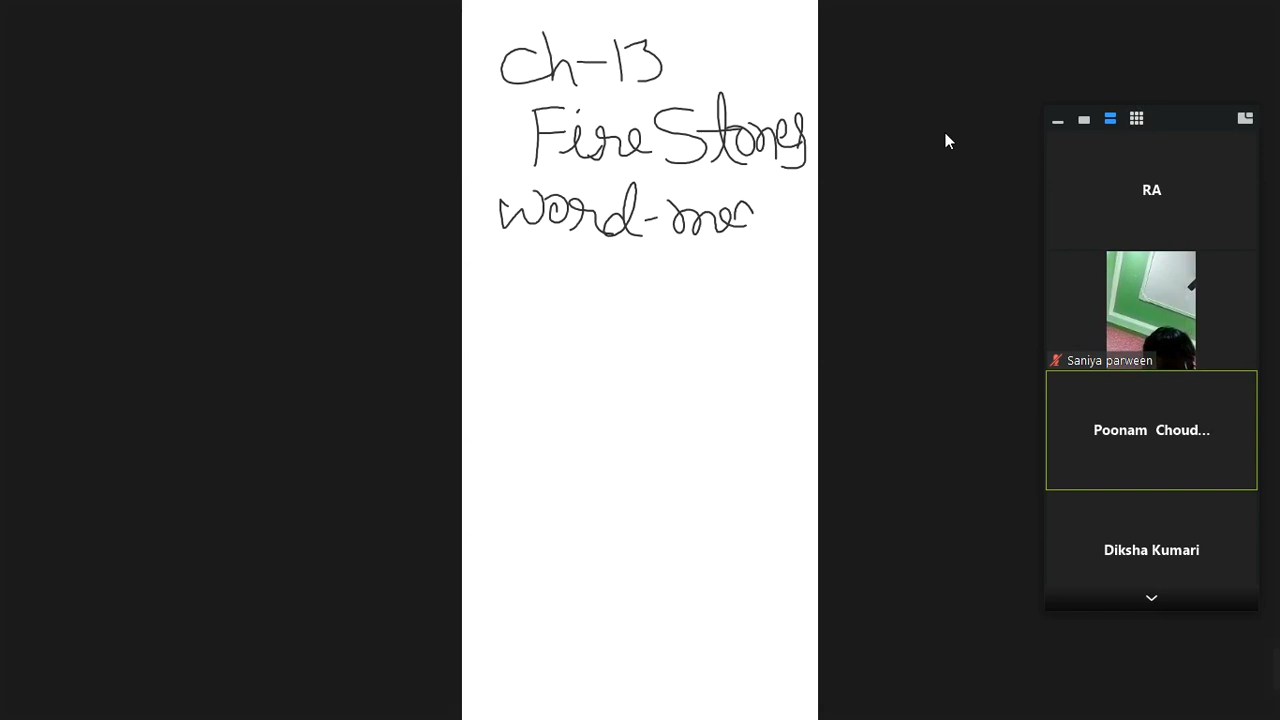 Ch-13
Fire Stones
word-mea
RA
Saniya parween
Poonam Choud...
Diksha Kumari